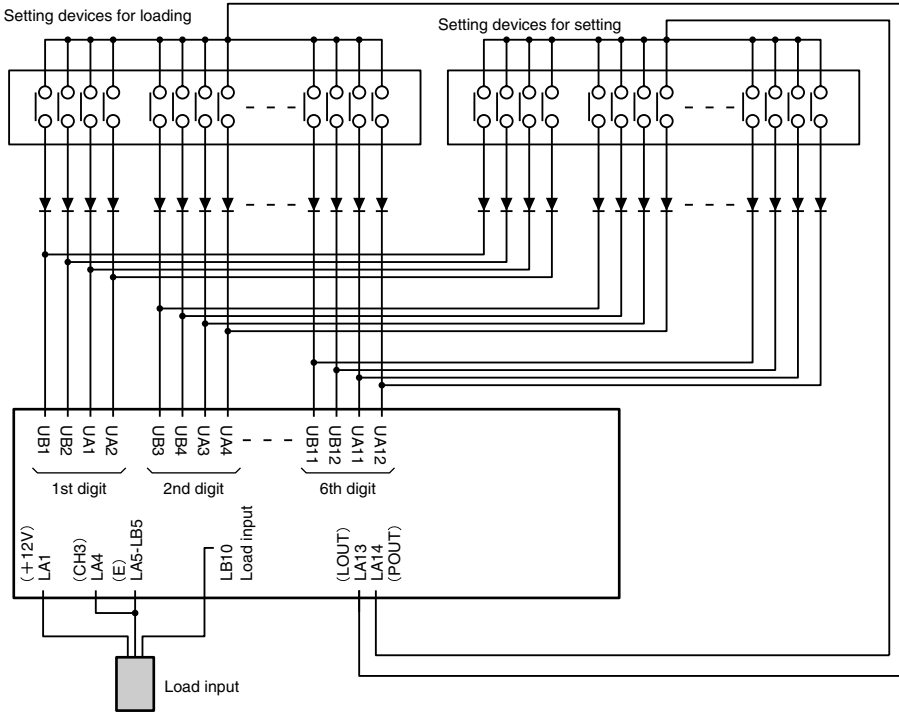 Setting devices for loading
Setting devices for setting
UB1
UB2
UA1
UA2
UB3
UB4
UA3
UA4
UB11
UB12
UA11
UA12
1st digit
2nd digit
6th digit
(+12V)
LA1
(CH3)
LA4
(E)
LA5-LB5
LB10
Load input
(LOUT)
LA13
LA14
(POUT)
Load input